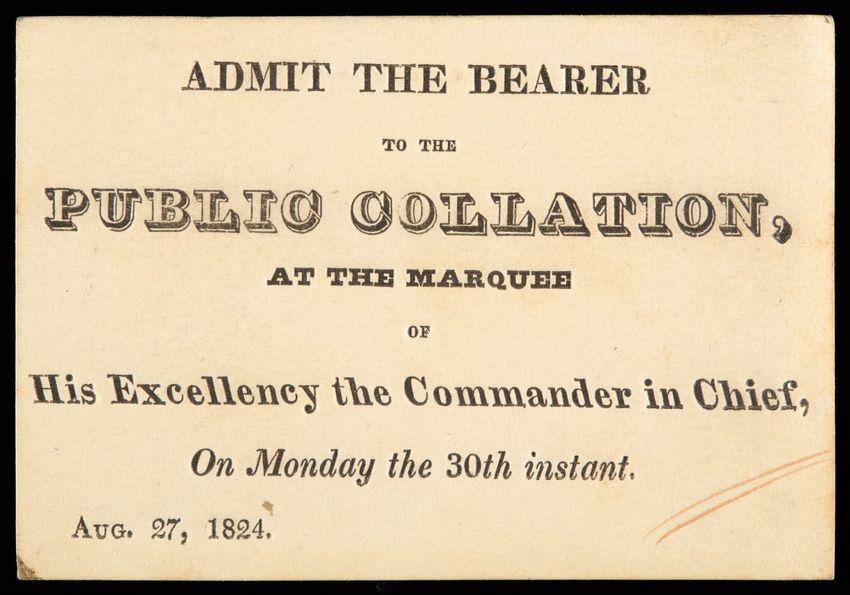 ADMIT THE BEARER
TO THE
PUBLIC COLLATION,
AT THE MARQUEE
OF
His Excellency the Commander in Chief,
On Monday the 30th instant.
AUG. 27, 1824.